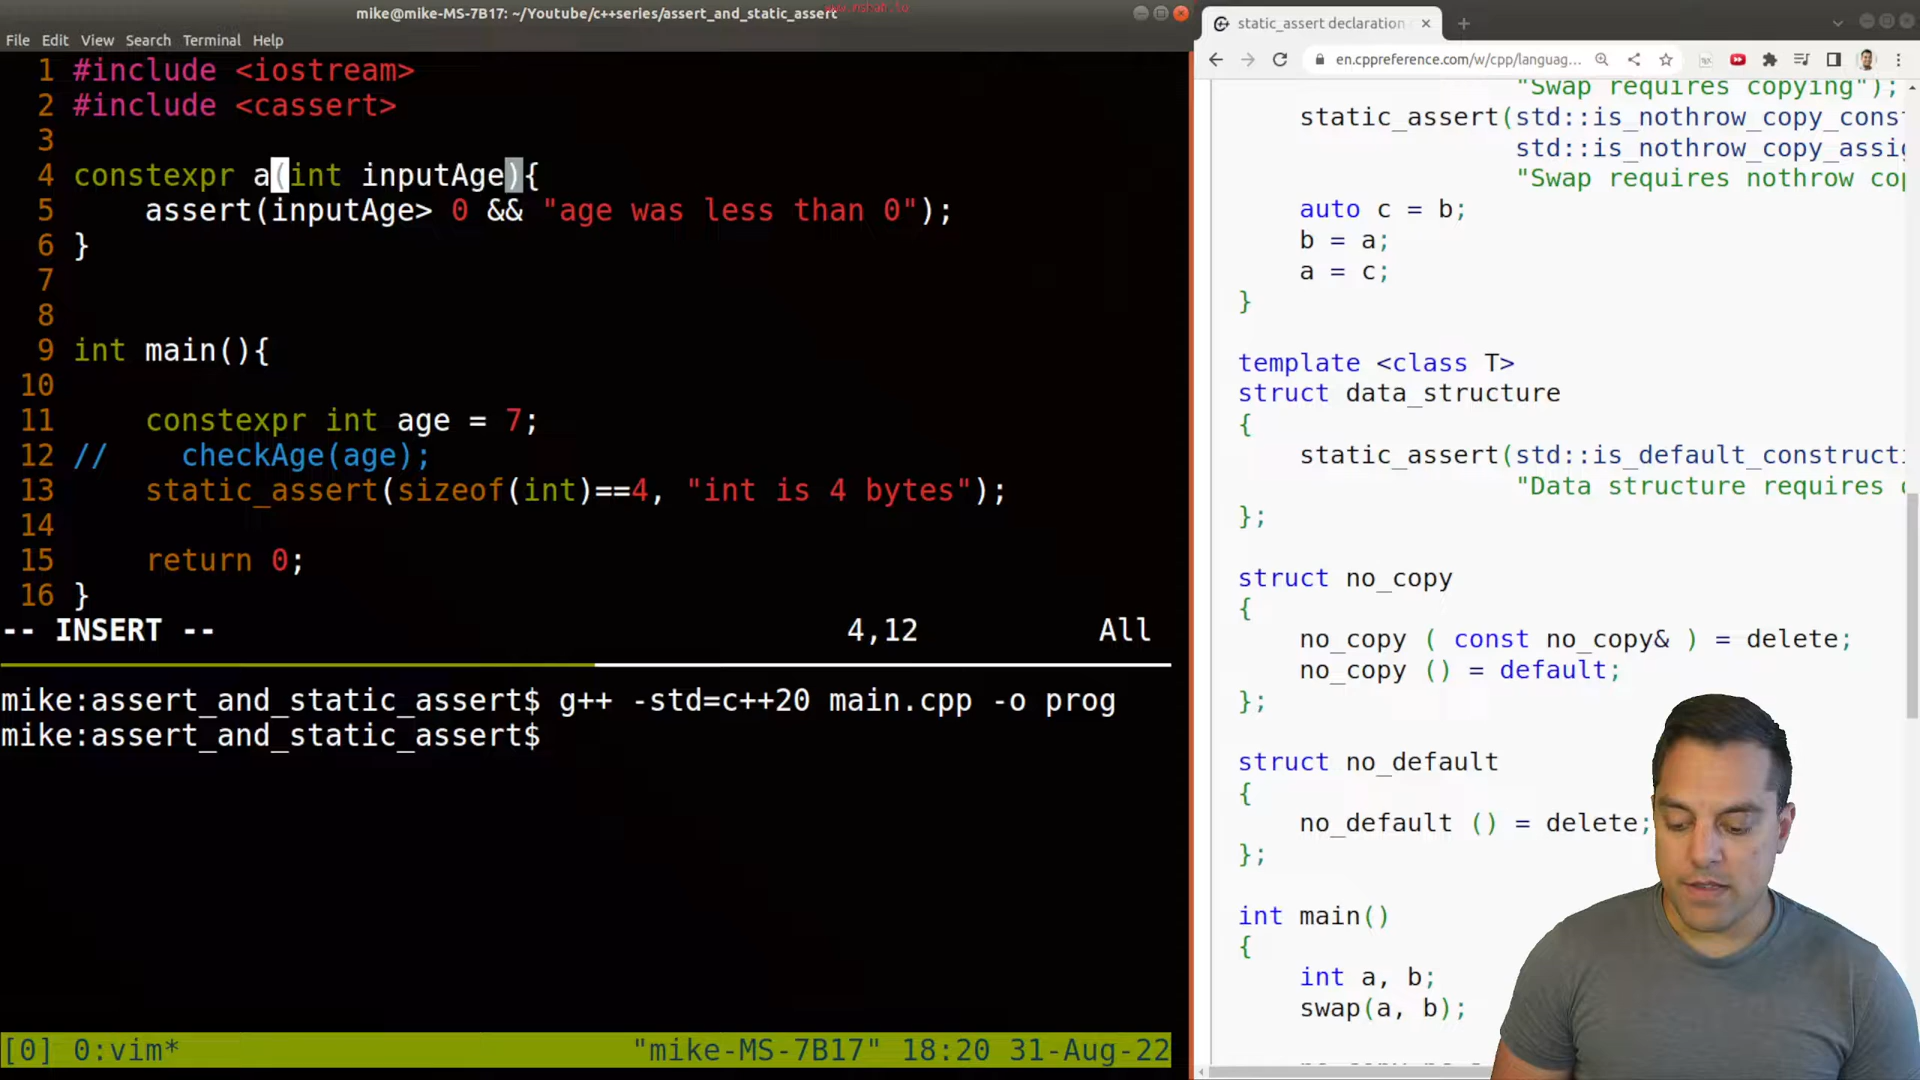 mike@mike-MS-7B17: ~/Youtube/c++series/assert_and_static_assert
File Edit View Search Terminal Help
1 #include <iostream>
2 #include <cassert>
3
4 constexpr a(int inputAge){
5     assert(inputAge> 0 && "age was less than 0");
6 }
7
8
9 int main(){
10
11     constexpr int age = 7;
12 //    checkAge(age);
13     static_assert(sizeof(int)==4, "int is 4 bytes");
14
15     return 0;
16 }
-- INSERT -- 4,12 All
mike:assert_and_static_assert$ g++ -std=c++20 main.cpp -o prog
mike:assert_and_static_assert$
[0] 0:vim* "mike-MS-7B17" 18:20 31-Aug-22
static_assert declaration
en.cppreference.com/w/cpp/languag...
"Swap requires copying");
static_assert(std::is_nothrow_copy_cons
std::is_nothrow_copy_assi
"Swap requires nothrow co
auto c = b;
b = a;
a = c;
}
template <class T>
struct data_structure
{
static_assert(std::is_default_construct
"Data structure requires
};
struct no_copy
{
no_copy ( const no_copy& ) = delete;
no_copy () = default;
};
struct no_default
{
no_default () = delete;
};
int main()
{
int a, b;
swap(a, b);